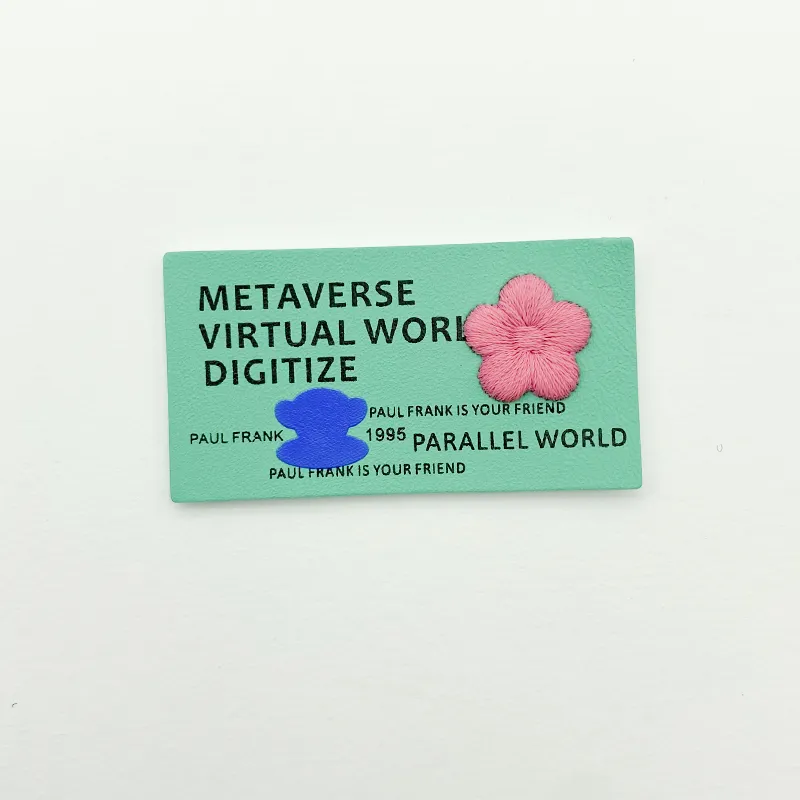 METAVERSE
VIRTUAL WORL
DIGITIZE
PAUL FRANK IS YOUR FRIEND
PAUL FRANK 1995 PARALLEL WORLD
PAUL FRANK IS YOUR FRIEND